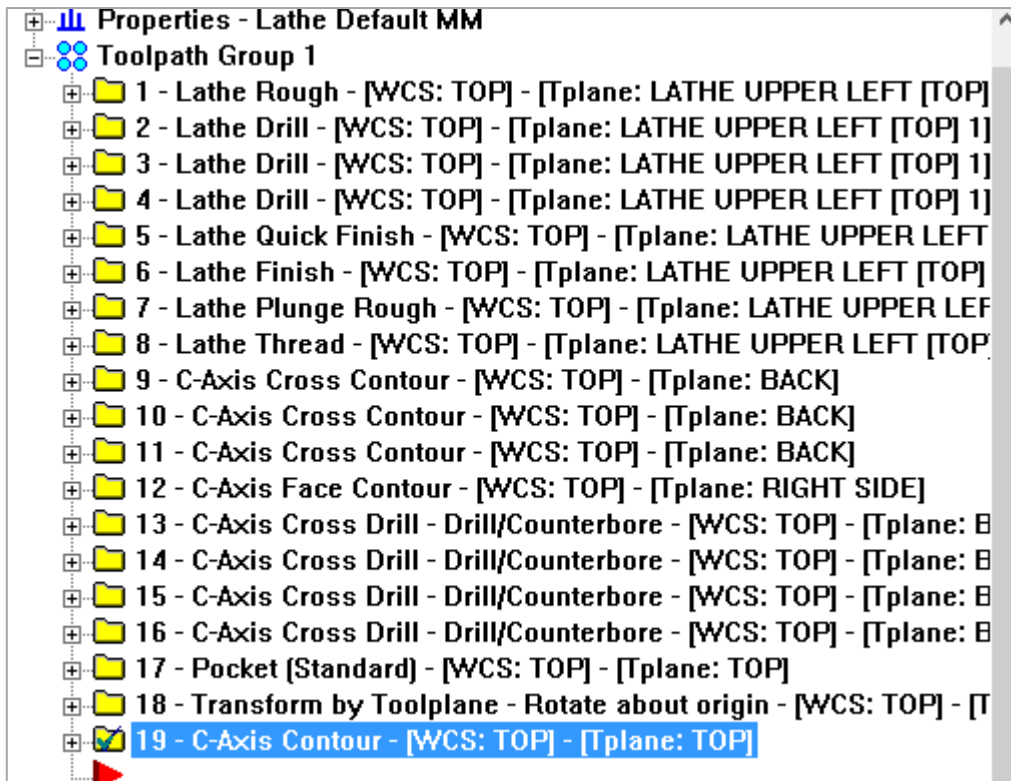 Properties - Lathe Default MM
Toolpath Group 1
1 - Lathe Rough - [WCS: TOP] - [Tplane: LATHE UPPER LEFT [TOP]
2 - Lathe Drill - [WCS: TOP] - [Tplane: LATHE UPPER LEFT [TOP] 1]
3 - Lathe Drill - [WCS: TOP] - [Tplane: LATHE UPPER LEFT [TOP] 1]
4 - Lathe Drill - [WCS: TOP] - [Tplane: LATHE UPPER LEFT [TOP] 1]
5 - Lathe Quick Finish - [WCS: TOP] - [Tplane: LATHE UPPER LEFT
6 - Lathe Finish - [WCS: TOP] - [Tplane: LATHE UPPER LEFT [TOP]
7 - Lathe Plunge Rough - [WCS: TOP] - [Tplane: LATHE UPPER LEF
8 - Lathe Thread - [WCS: TOP] - [Tplane: LATHE UPPER LEFT [TOP]
9 - C-Axis Cross Contour - [WCS: TOP] - [Tplane: BACK]
10 - C-Axis Cross Contour - [WCS: TOP] - [Tplane: BACK]
11 - C-Axis Cross Contour - [WCS: TOP] - [Tplane: BACK]
12 - C-Axis Face Contour - [WCS: TOP] - [Tplane: RIGHT SIDE]
13 - C-Axis Cross Drill - Drill/Counterbore - [WCS: TOP] - [Tplane: B
14 - C-Axis Cross Drill - Drill/Counterbore - [WCS: TOP] - [Tplane: B
15 - C-Axis Cross Drill - Drill/Counterbore - [WCS: TOP] - [Tplane: B
16 - C-Axis Cross Drill - Drill/Counterbore - [WCS: TOP] - [Tplane: B
17 - Pocket (Standard) - [WCS: TOP] - [Tplane: TOP]
18 - Transform by Toolplane - Rotate about origin - [WCS: TOP] - [T
19 - C-Axis Contour - [WCS: TOP] - [Tplane: TOP]